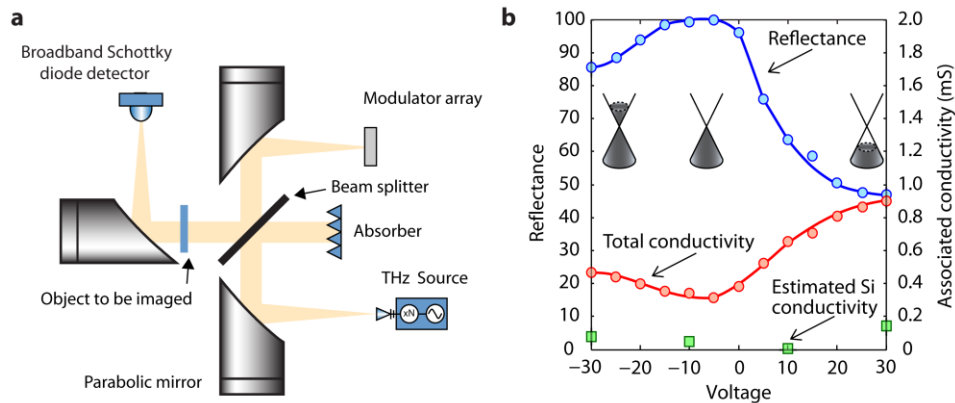 a
Broadband Schottky
diode detector
Modulator array
Beam splitter
Absorber
THz Source
xN
Object to be imaged
Parabolic mirror
b
100
90
80
70
60
50
40
30
20
10
0
Reflectance
2.0
1.8
1.6
1.4
1.2
1.0
0.8
0.6
0.4
0.2
0
Associated conductivity (mS)
Reflectance
Total conductivity
Estimated Si
conductivity
−30 −20 −10 0 10 20 30
Voltage